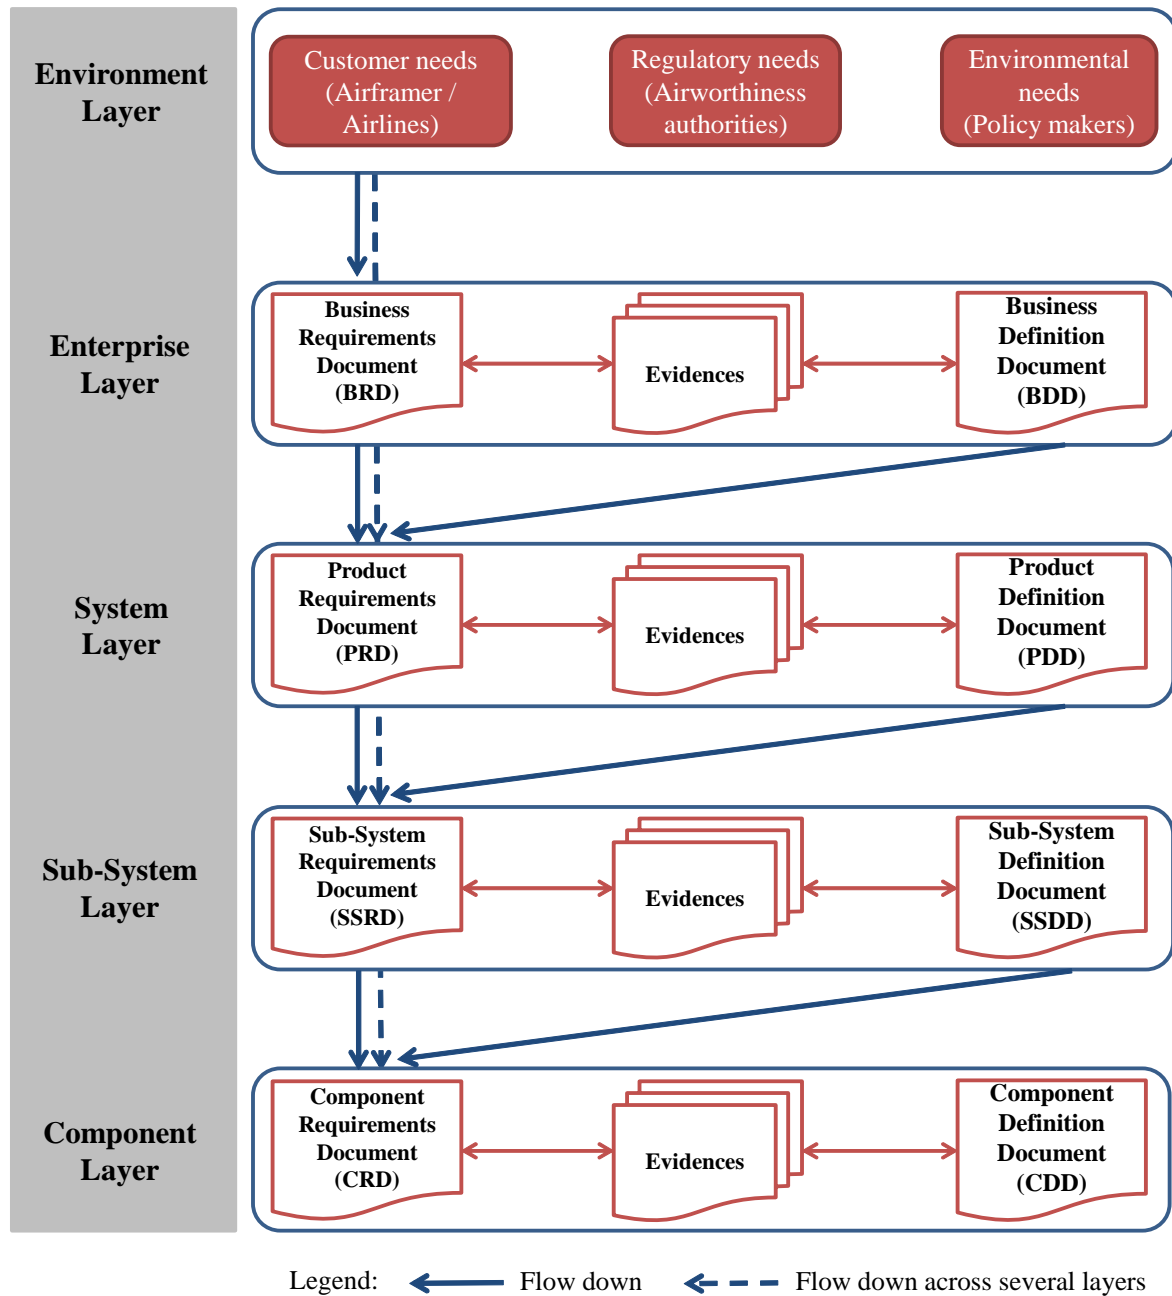 Environment
Layer
Customer needs
(Airframer /
Airlines)
Regulatory needs
(Airworthiness
authorities)
Environmental
needs
(Policy makers)
Enterprise
Layer
Business
Requirements
Document
(BRD)
Evidences
Business
Definition
Document
(BDD)
System
Layer
Product
Requirements
Document
(PRD)
Evidences
Product
Definition
Document
(PDD)
Sub-System
Layer
Sub-System
Requirements
Document
(SSRD)
Evidences
Sub-System
Definition
Document
(SSDD)
Component
Layer
Component
Requirements
Document
(CRD)
Evidences
Component
Definition
Document
(CDD)
Legend:
Flow down
Flow down across several layers